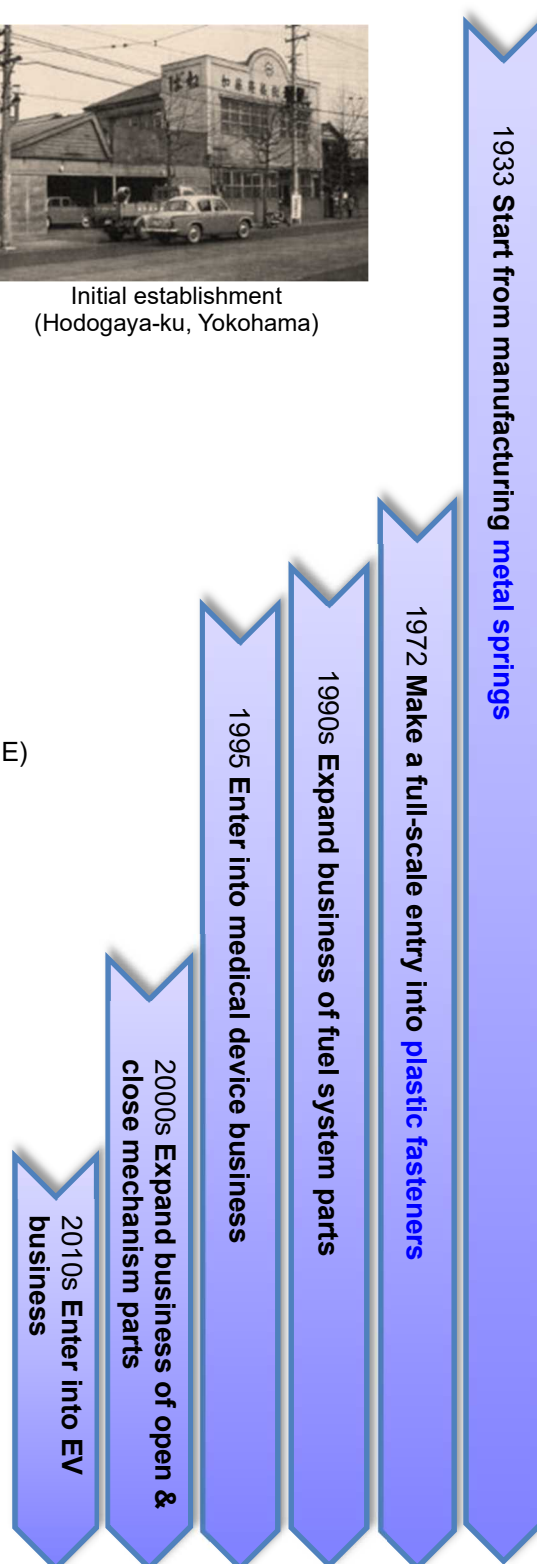 ばね
Initial establishment
(Hodogaya-ku, Yokohama)
E)
1933 Start from manufacturing metal springs
1972 Make a full-scale entry into plastic fasteners
1990s Expand business of fuel system parts
1995 Enter into medical device business
2000s Expand business of open &
close mechanism parts
2010s Enter into EV
business